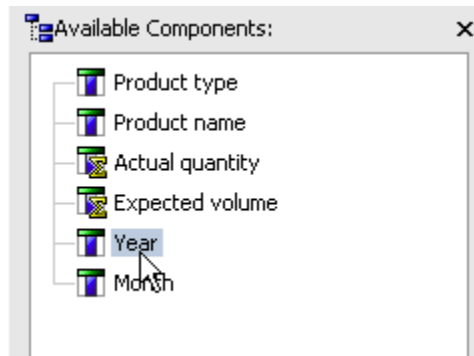 Available Components:
Product type
Product name
Actual quantity
Expected volume
Year
Month